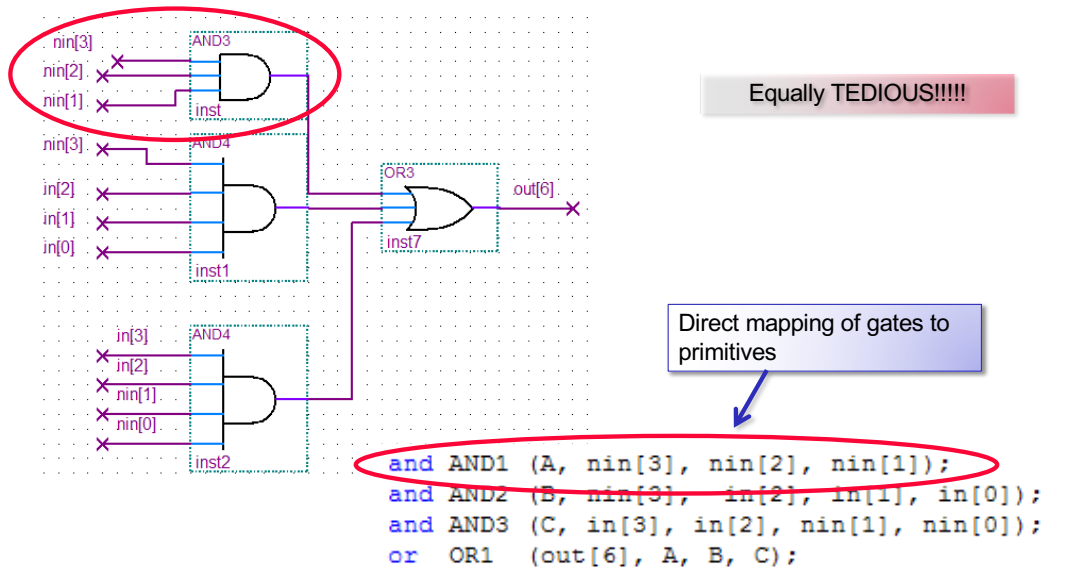 nin[3]
nin[2]
nin[1]
AND3
inst
nin[3]
in[2]
in[1]
in[0]
AND4
inst1
OR3
inst7
out[6]
in[3]
in[2]
nin[1]
nin[0]
AND4
inst2
Equally TEDIOUS!!!!!
Direct mapping of gates to
primitives
and AND1 (A, nin[3], nin[2], nin[1]);
and AND2 (B, nin[3], in[2], in[1], in[0]);
and AND3 (C, in[3], in[2], nin[1], nin[0]);
or OR1 (out[6], A, B, C);